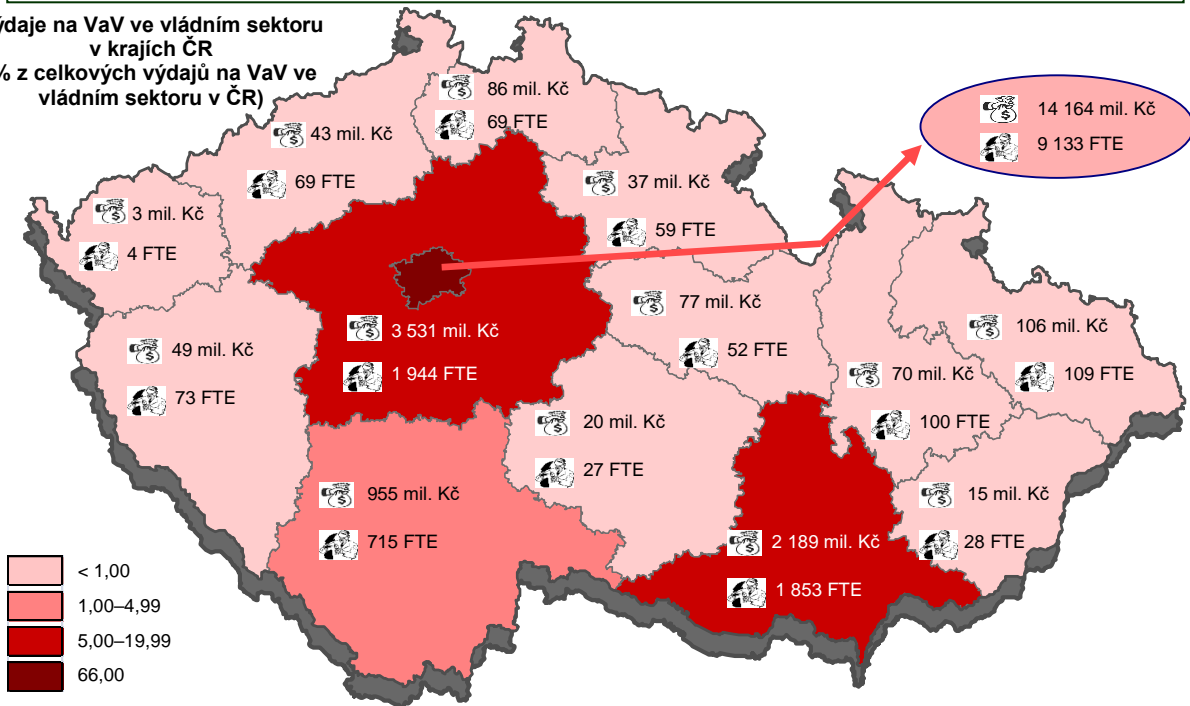 v krajích ČR
% z celkových výdajů na VaV ve
vládním sektoru v ČR)
na VaV ve vládním sektoru
86 mil. Kč
69 FTE
43 mil. Kč
69 FTE
3 mil. Kč
4 FTE
37 mil. Kč
59 FTE
14 164 mil. Kč
9 133 FTE
49 mil. Kč
73 FTE
3 531 mil. Kč
1 944 FTE
77 mil. Kč
52 FTE
106 mil. Kč
109 FTE
70 mil. Kč
100 FTE
20 mil. Kč
27 FTE
955 mil. Kč
715 FTE
2 189 mil. Kč
1 853 FTE
15 mil. Kč
28 FTE
< 1,00
1,00–4,99
5,00–19,99
66,00